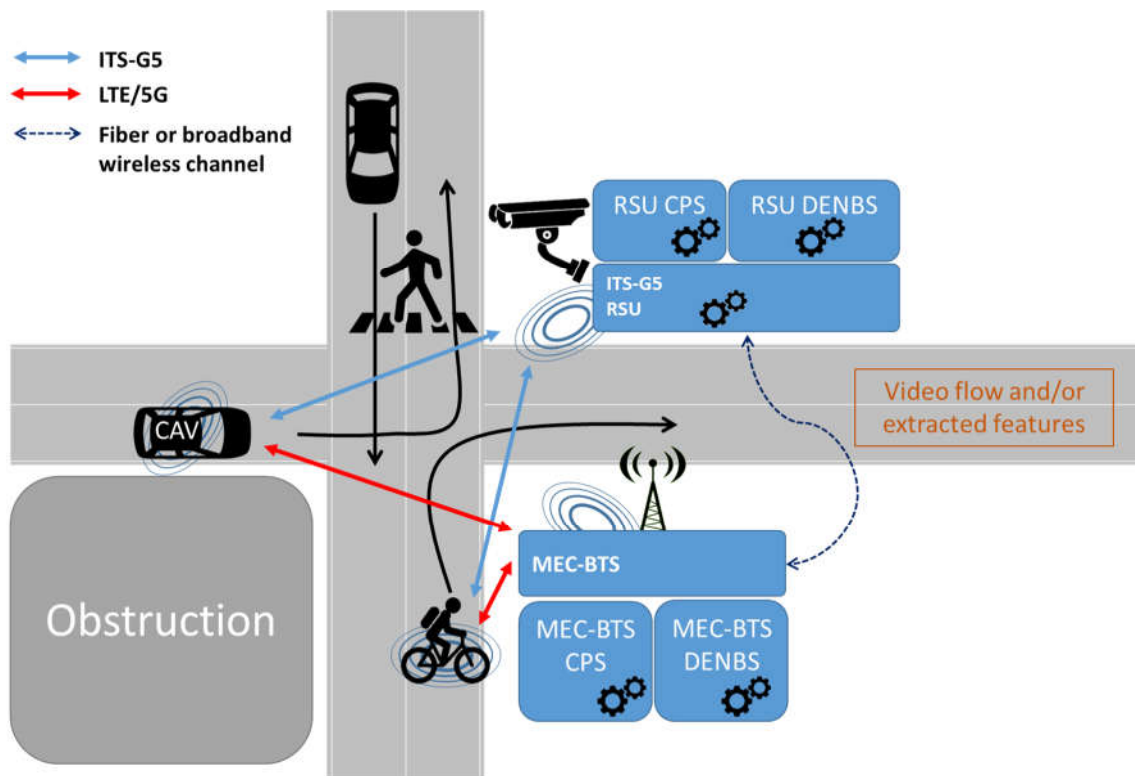 ITS-G5
LTE/5G
Fiber or broadband
wireless channel
RSU CPS
RSU DENBS
ITS-G5
RSU
Video flow and/or
extracted features
CAV
MEC-BTS
Obstruction
MEC-BTS
CPS
MEC-BTS
DENBS